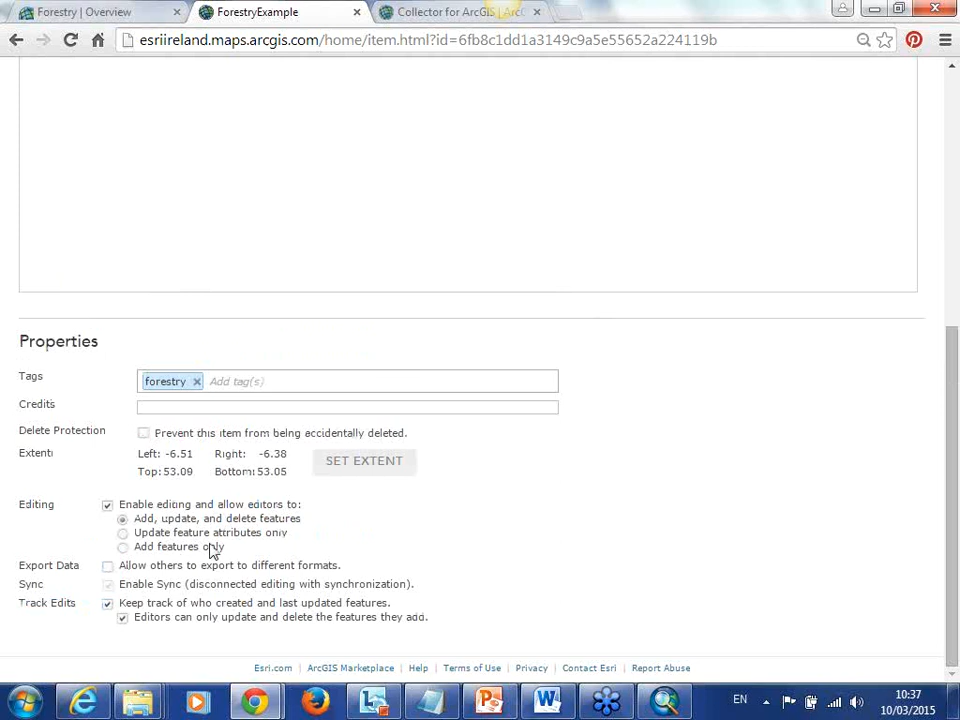 Forestry | Overview
ForestryExample
Collector for ArcGIS | ArcG
esriireland.maps.arcgis.com/home/item.html?id=6fb8c1dd1a3149c9a5e55652a224119b
Properties
Tags forestry x Add tag(s)
Credits
Delete Protection Prevent this item from being accidentally deleted.
Extent Left: -6.51 Right: -6.38
Top: 53.09 Bottom: 53.05
SET EXTENT
Editing Enable editing and allow editors to:
Add, update, and delete features
Update feature attributes only
Add features only
Export Data Allow others to export to different formats.
Sync Enable Sync (disconnected editing with synchronization).
Track Edits Keep track of who created and last updated features.
Editors can only update and delete the features they add.
Esri.com | ArcGIS Marketplace | Help | Terms of Use | Privacy | Contact Esri | Report Abuse
EN
10:37
10/03/2015